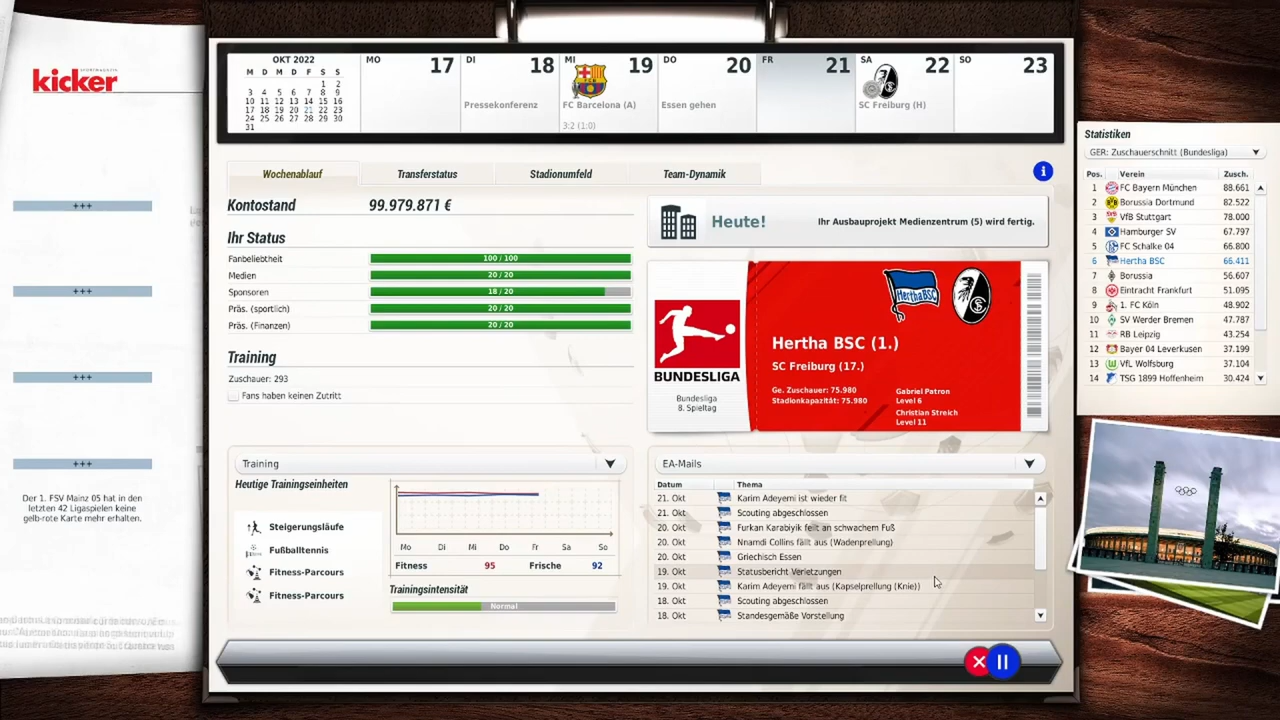 SPORTMAGAZIN
kicker
+++
+++
+++
+++
Der 1. FSV Mainz 05 hat in den
letzten 42 Ligaspielen keine
gelb-rote Karte mehr erhalten.
OKT 2022
M D M D F S S
1 2
3 4 5 6 7 8 9
10 11 12 13 14 15 16
17 18 19 20 21 22 23
24 25 26 27 28 29 30
31
MO 17
DI 18
Pressekonferenz
MI 19
FC Barcelona (A)
3:2 (1:0)
DO 20
Essen gehen
FR 21
SA 22
SC Freiburg (H)
SO 23
Wochenablauf
Transferstatus
Stadionumfeld
Team-Dynamik
i
Kontostand 99.979.871 €
Ihr Status
Fanbeliebtheit 100 / 100
Medien 20 / 20
Sponsoren 18 / 20
Präs. (sportlich) 20 / 20
Präs. (Finanzen) 20 / 20
Training
Zuschauer: 293
Fans haben keinen Zutritt
Heute!
Ihr Ausbauprojekt Medienzentrum (5) wird fertig.
BUNDESLIGA
Bundesliga
8. Spieltag
Hertha BSC
Hertha BSC (1.)
SC Freiburg (17.)
Ge. Zuschauer: 75.980
Stadionkapazität: 75.980
Gabriel Patron
Level 6
Christian Streich
Level 11
Training
Heutige Trainingseinheiten
Steigerungsläufe
Fußballtennis
Fitness-Parcours
Fitness-Parcours
Mo Di Mi Do Fr Sa So
Fitness 95 Frische 92
Trainingsintensität
Normal
EA-Mails
Datum Thema
21. Okt Karim Adeyemi ist wieder fit
21. Okt Scouting abgeschlossen
20. Okt Furkan Karabiyik feilt an schwachem Fuß
20. Okt Nnamdi Collins fällt aus (Wadenprellung)
20. Okt Griechisch Essen
19. Okt Statusbericht Verletzungen
19. Okt Karim Adeyemi fällt aus (Kapselprellung (Knie))
18. Okt Scouting abgeschlossen
18. Okt Standesgemäße Vorstellung
Statistiken
GER: Zuschauerschnitt (Bundesliga)
Pos. Verein Zusch.
1 FC Bayern München 88.661
2 Borussia Dortmund 82.522
3 VfB Stuttgart 78.000
4 Hamburger SV 67.797
5 FC Schalke 04 66.800
6 Hertha BSC 66.411
7 Borussia 56.607
8 Eintracht Frankfurt 51.095
9 1. FC Köln 48.902
10 SV Werder Bremen 47.787
11 RB Leipzig 43.254
12 Bayer 04 Leverkusen 37.199
13 VfL Wolfsburg 37.104
14 TSG 1899 Hoffenheim 30.424